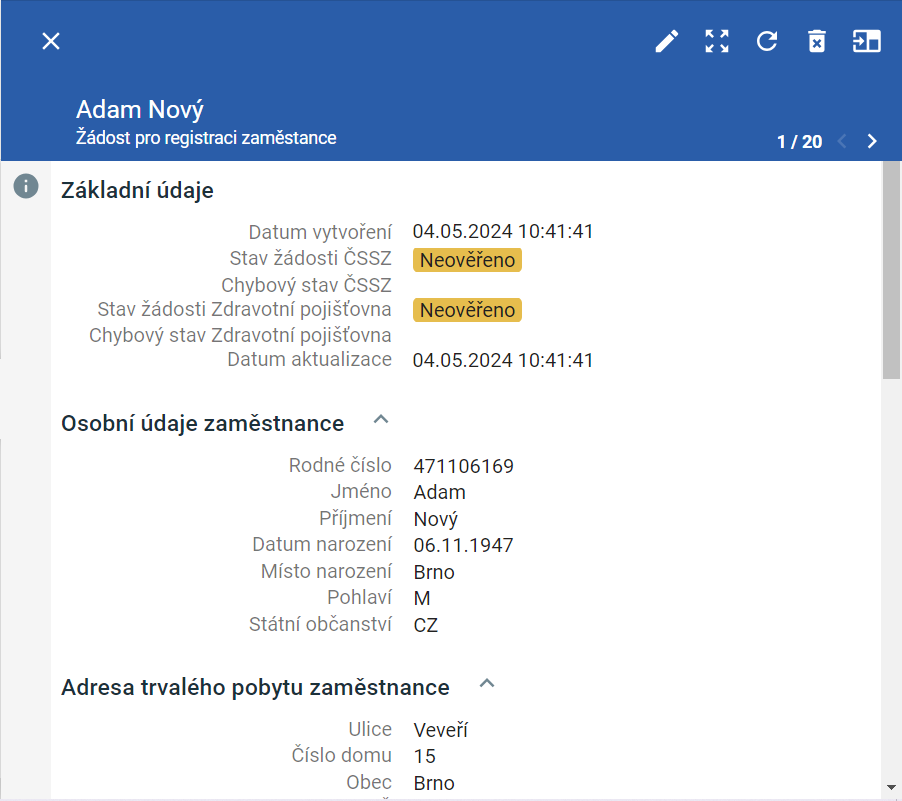 Adam Nový
Žádost pro registraci zaměstance
1 / 20
Základní údaje
Datum vytvoření 04.05.2024 10:41:41
Stav žádosti ČSSZ Neověřeno
Chybový stav ČSSZ
Stav žádosti Zdravotní pojišťovna Neověřeno
Chybový stav Zdravotní pojišťovna
Datum aktualizace 04.05.2024 10:41:41
Osobní údaje zaměstnance
Rodné číslo 471106169
Jméno Adam
Příjmení Nový
Datum narození 06.11.1947
Místo narození Brno
Pohlaví M
Státní občanství CZ
Adresa trvalého pobytu zaměstnance
Ulice Veveří
Číslo domu 15
Obec Brno